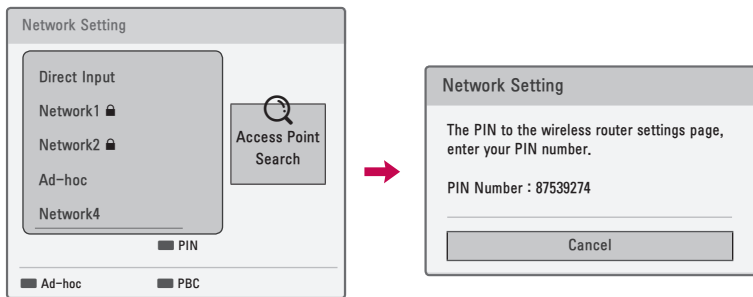 Network Setting
Direct Input
Network1
Network2
Ad-hoc
Network4
Access Point
Search
PIN
Ad-hoc
PBC
Network Setting
The PIN to the wireless router settings page,
enter your PIN number.
PIN Number : 87539274
Cancel